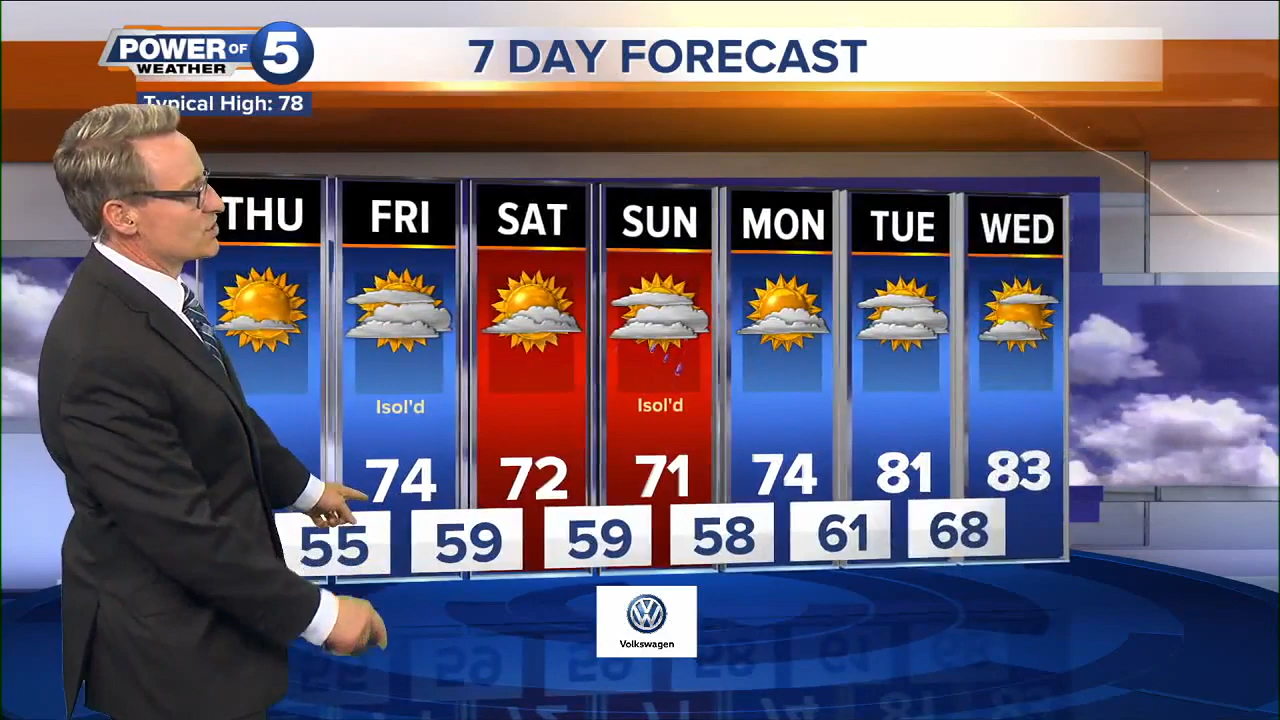 POWER OF 5
WEATHER
7 DAY FORECAST
Typical High: 78
THU FRI SAT SUN MON TUE WED
Isol'd Isol'd
74 72 71 74 81 83
55 59 59 58 61 68
Volkswagen